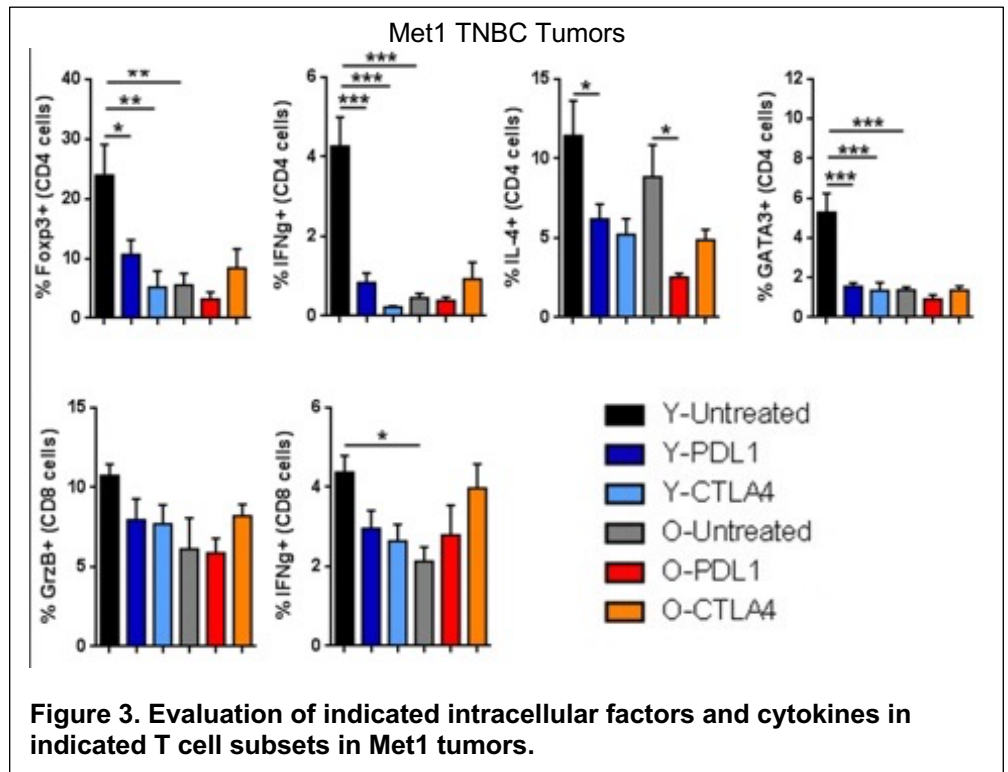 Met1 TNBC Tumors
% Foxp3+ (CD4 cells)
40
30
20
10
0
**
**
*
% IFNg+ (CD4 cells)
6
4
2
0
***
***
***
% IL-4+ (CD4 cells)
15
10
5
0
*
*
% GATA3+ (CD4 cells)
12
10
8
6
4
2
0
***
***
***
% GrzB+ (CD8 cells)
15
10
5
0
% IFNg+ (CD8 cells)
6
4
2
0
*
Y-Untreated
Y-PDL1
Y-CTLA4
O-Untreated
O-PDL1
O-CTLA4
Figure 3. Evaluation of indicated intracellular factors and cytokines in
indicated T cell subsets in Met1 tumors.